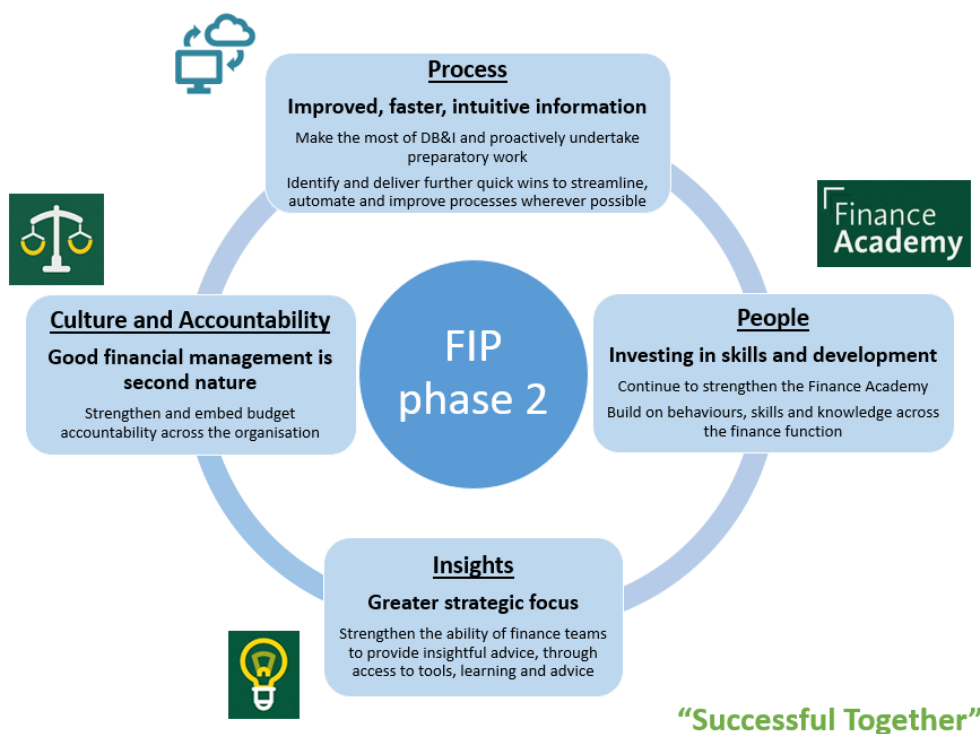 Process
Improved, faster, intuitive information
Make the most of DB&I and proactively undertake
preparatory work
Identify and deliver further quick wins to streamline,
automate and improve processes wherever possible
Finance
Academy
Culture and Accountability
Good financial management is
second nature
Strengthen and embed budget
accountability across the organisation
FIP
phase 2
People
Investing in skills and development
Continue to strengthen the Finance Academy
Build on behaviours, skills and knowledge across
the finance function
Insights
Greater strategic focus
Strengthen the ability of finance teams
to provide insightful advice, through
access to tools, learning and advice
“Successful Together”